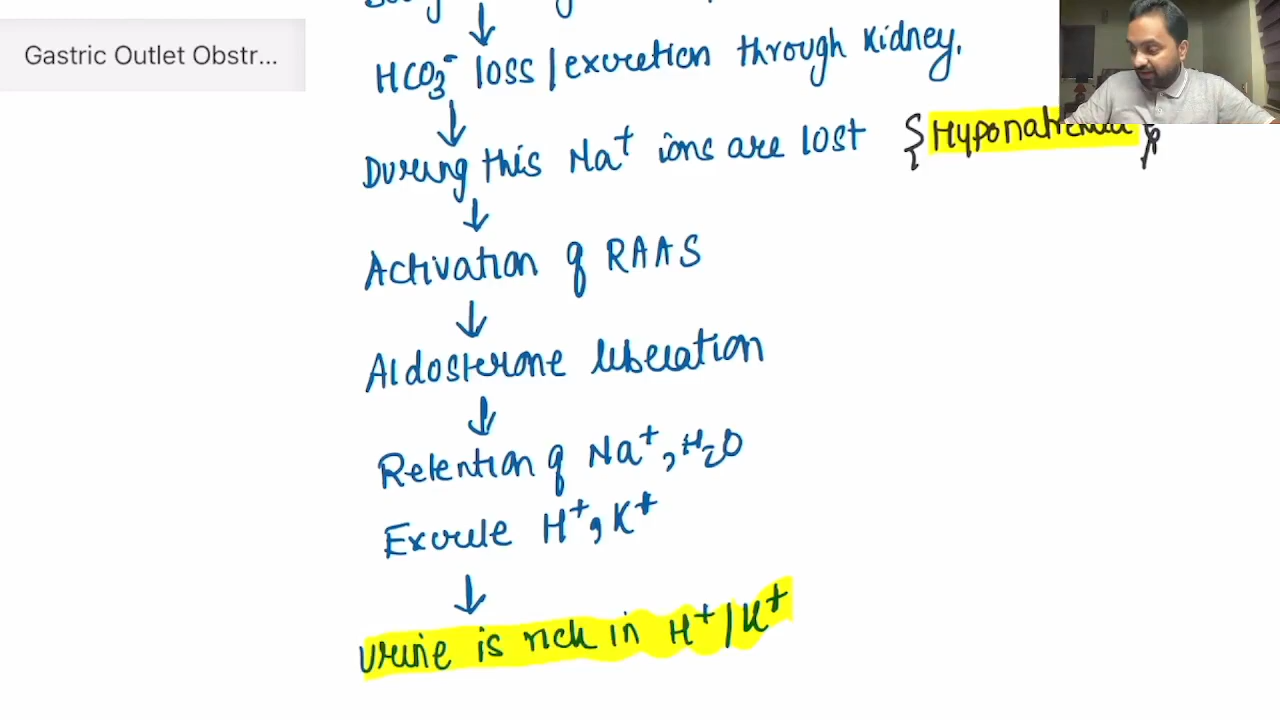 Gastric Outlet Obstr...
↓
HCO3⁻ loss / excretion through kidney.
↓
During this Na⁺ ions are lost { Hyponatremia }
↓
Activation of RAAS
↓
Aldosterone liberation
↓
Retention of Na⁺, H₂O
Excrete H⁺, K⁺
↓
Urine is rich in H⁺/K⁺